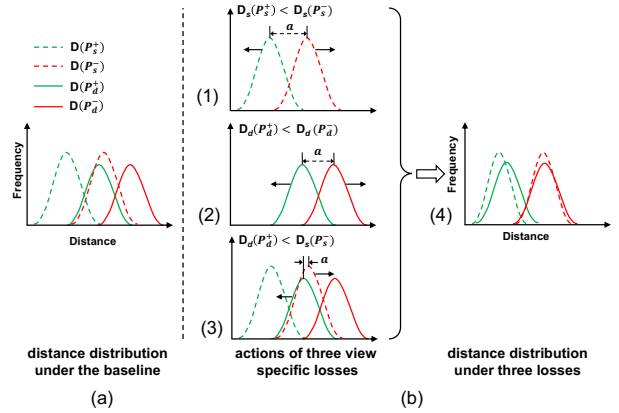 D(P_s^+)
D(P_s^-)
D(P_d^+)
D(P_d^-)
Frequency
Distance
distance distribution
under the baseline
(a)
D_s(P_s^+) < D_s(P_s^-)
a
(1)
D_d(P_d^+) < D_d(P_d^-)
a
(2)
D_d(P_d^+) < D_s(P_s^-)
a
(3)
actions of three view
specific losses
(4)
Frequency
Distance
distance distribution
under three losses
(b)